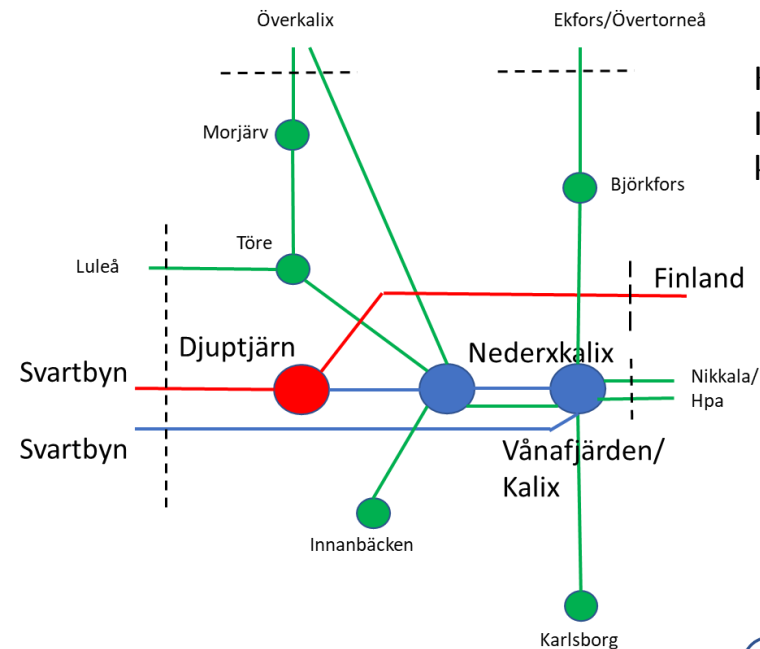 Överkalix
Ekfors/Övertorneå
Morjärv
Björkfors
Töre
Luleå
Finland
Djuptjärn
Nederxkalix
Svartbyn
Nikkala/
Hpa
Svartbyn
Vånafjärden/
Kalix
Innanbäcken
Karlsborg